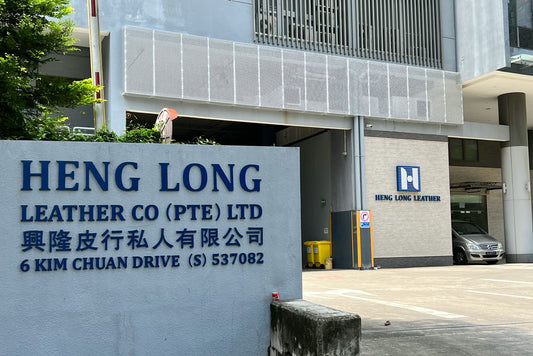 HENG LONG
LEATHER CO (PTE) LTD
興隆皮行私人有限公司
6 KIM CHUAN DRIVE (S) 537082
HENG LONG LEATHER